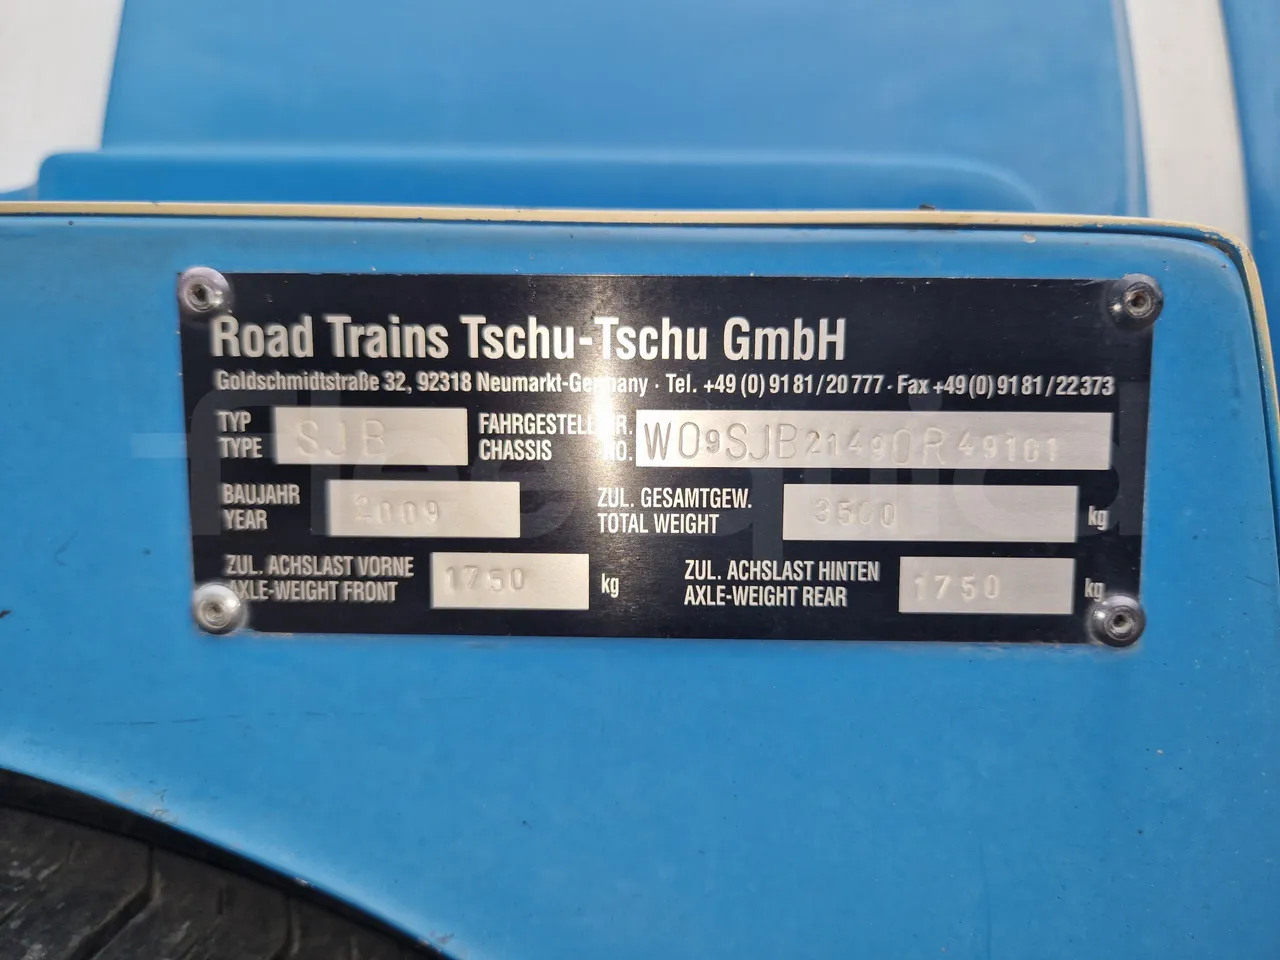 Road Trains Tschu-Tschu GmbH
Goldschmidtstraße 32, 92318 Neumarkt-Germany · Tel. +49 (0) 91 81/20 777 · Fax +49 (0) 91 81/22 373
TYP
TYPE
SJB
FAHRGESTELL NR.
CHASSIS NO.
W09SJB21490R49101
BAUJAHR
YEAR
2009
ZUL. GESAMTGEW.
TOTAL WEIGHT
3500 kg
ZUL. ACHSLAST VORNE
AXLE-WEIGHT FRONT
1750 kg
ZUL. ACHSLAST HINTEN
AXLE-WEIGHT REAR
1750 kg